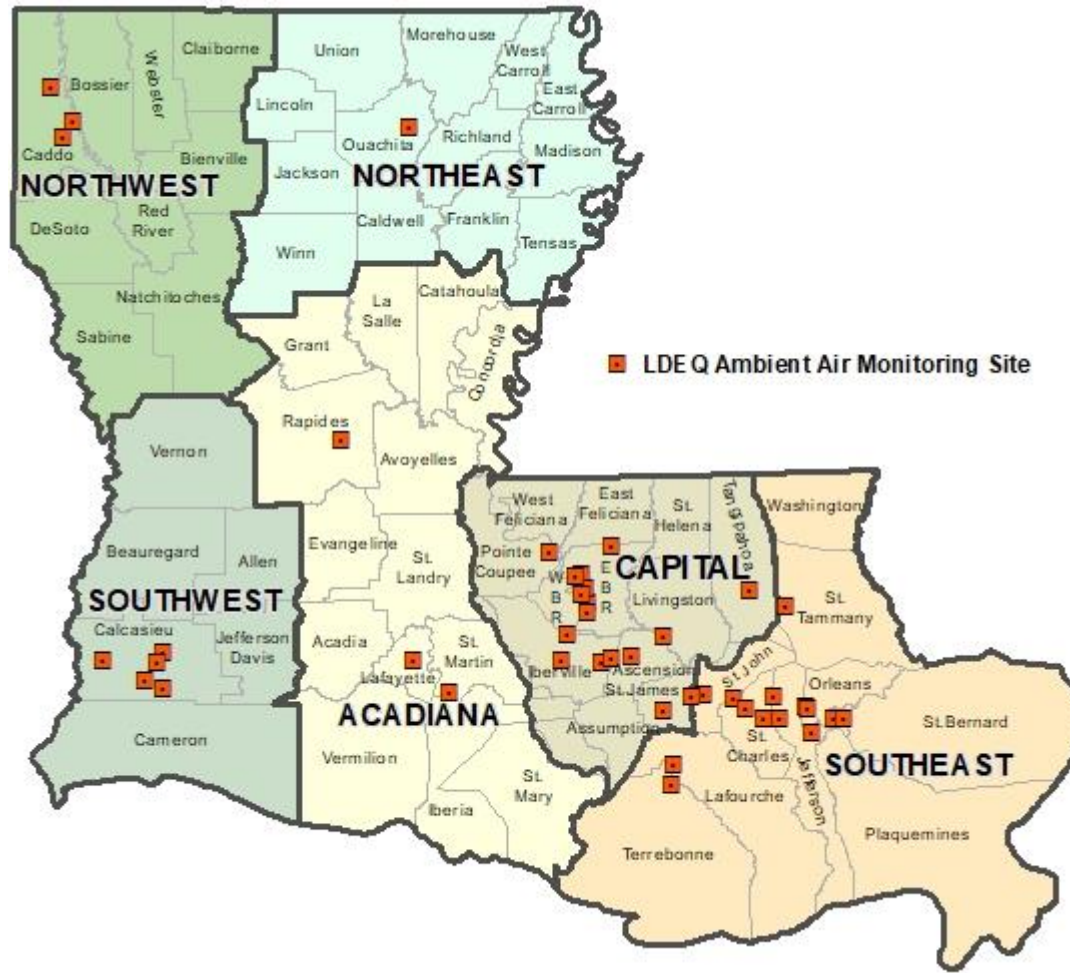 Claiborne
Webster
Bossier
Caddo
Bienville
NORTHWEST
DeSoto
Red
River
Natchitoches
Sabine
Union
Morehouse
West
Carroll
East
Carroll
Lincoln
Ouachita
Richland
Madison
Jackson
NORTHEAST
Caldwell
Franklin
Tensas
Winn
La
Salle
Catahoula
Concordia
Grant
Rapides
Avoyelles
LDEQ Ambient Air Monitoring Site
Vernon
Beauregard
Allen
SOUTHWEST
Calcasieu
Jefferson
Davis
Cameron
Evangeline
St.
Landry
Acadia
St.
Martin
Lafayette
ACADIANA
Vermilion
Iberia
St.
Mary
West
Feliciana
East
Feliciana
St.
Helena
Tangipahoa
Pointe
Coupee
CAPITAL
W
B
R
E
B
R
Livingston
Iberville
Ascension
St.James
Assumption
Washington
St.
Tammany
St.John
Orleans
St.Bernard
St.
Charles
SOUTHEAST
Jefferson
Lafourche
Plaquemines
Terrebonne